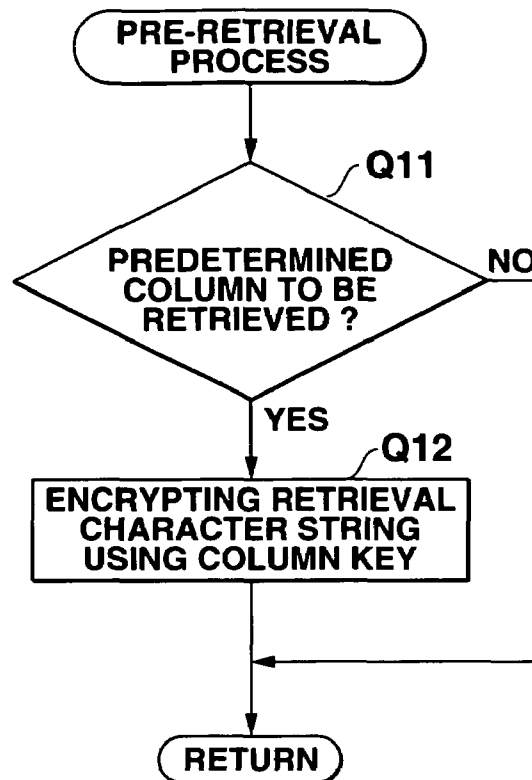 PRE-RETRIEVAL
PROCESS
Q11
PREDETERMINED
COLUMN TO BE
RETRIEVED ?
NO
YES
Q12
ENCRYPTING RETRIEVAL
CHARACTER STRING
USING COLUMN KEY
RETURN